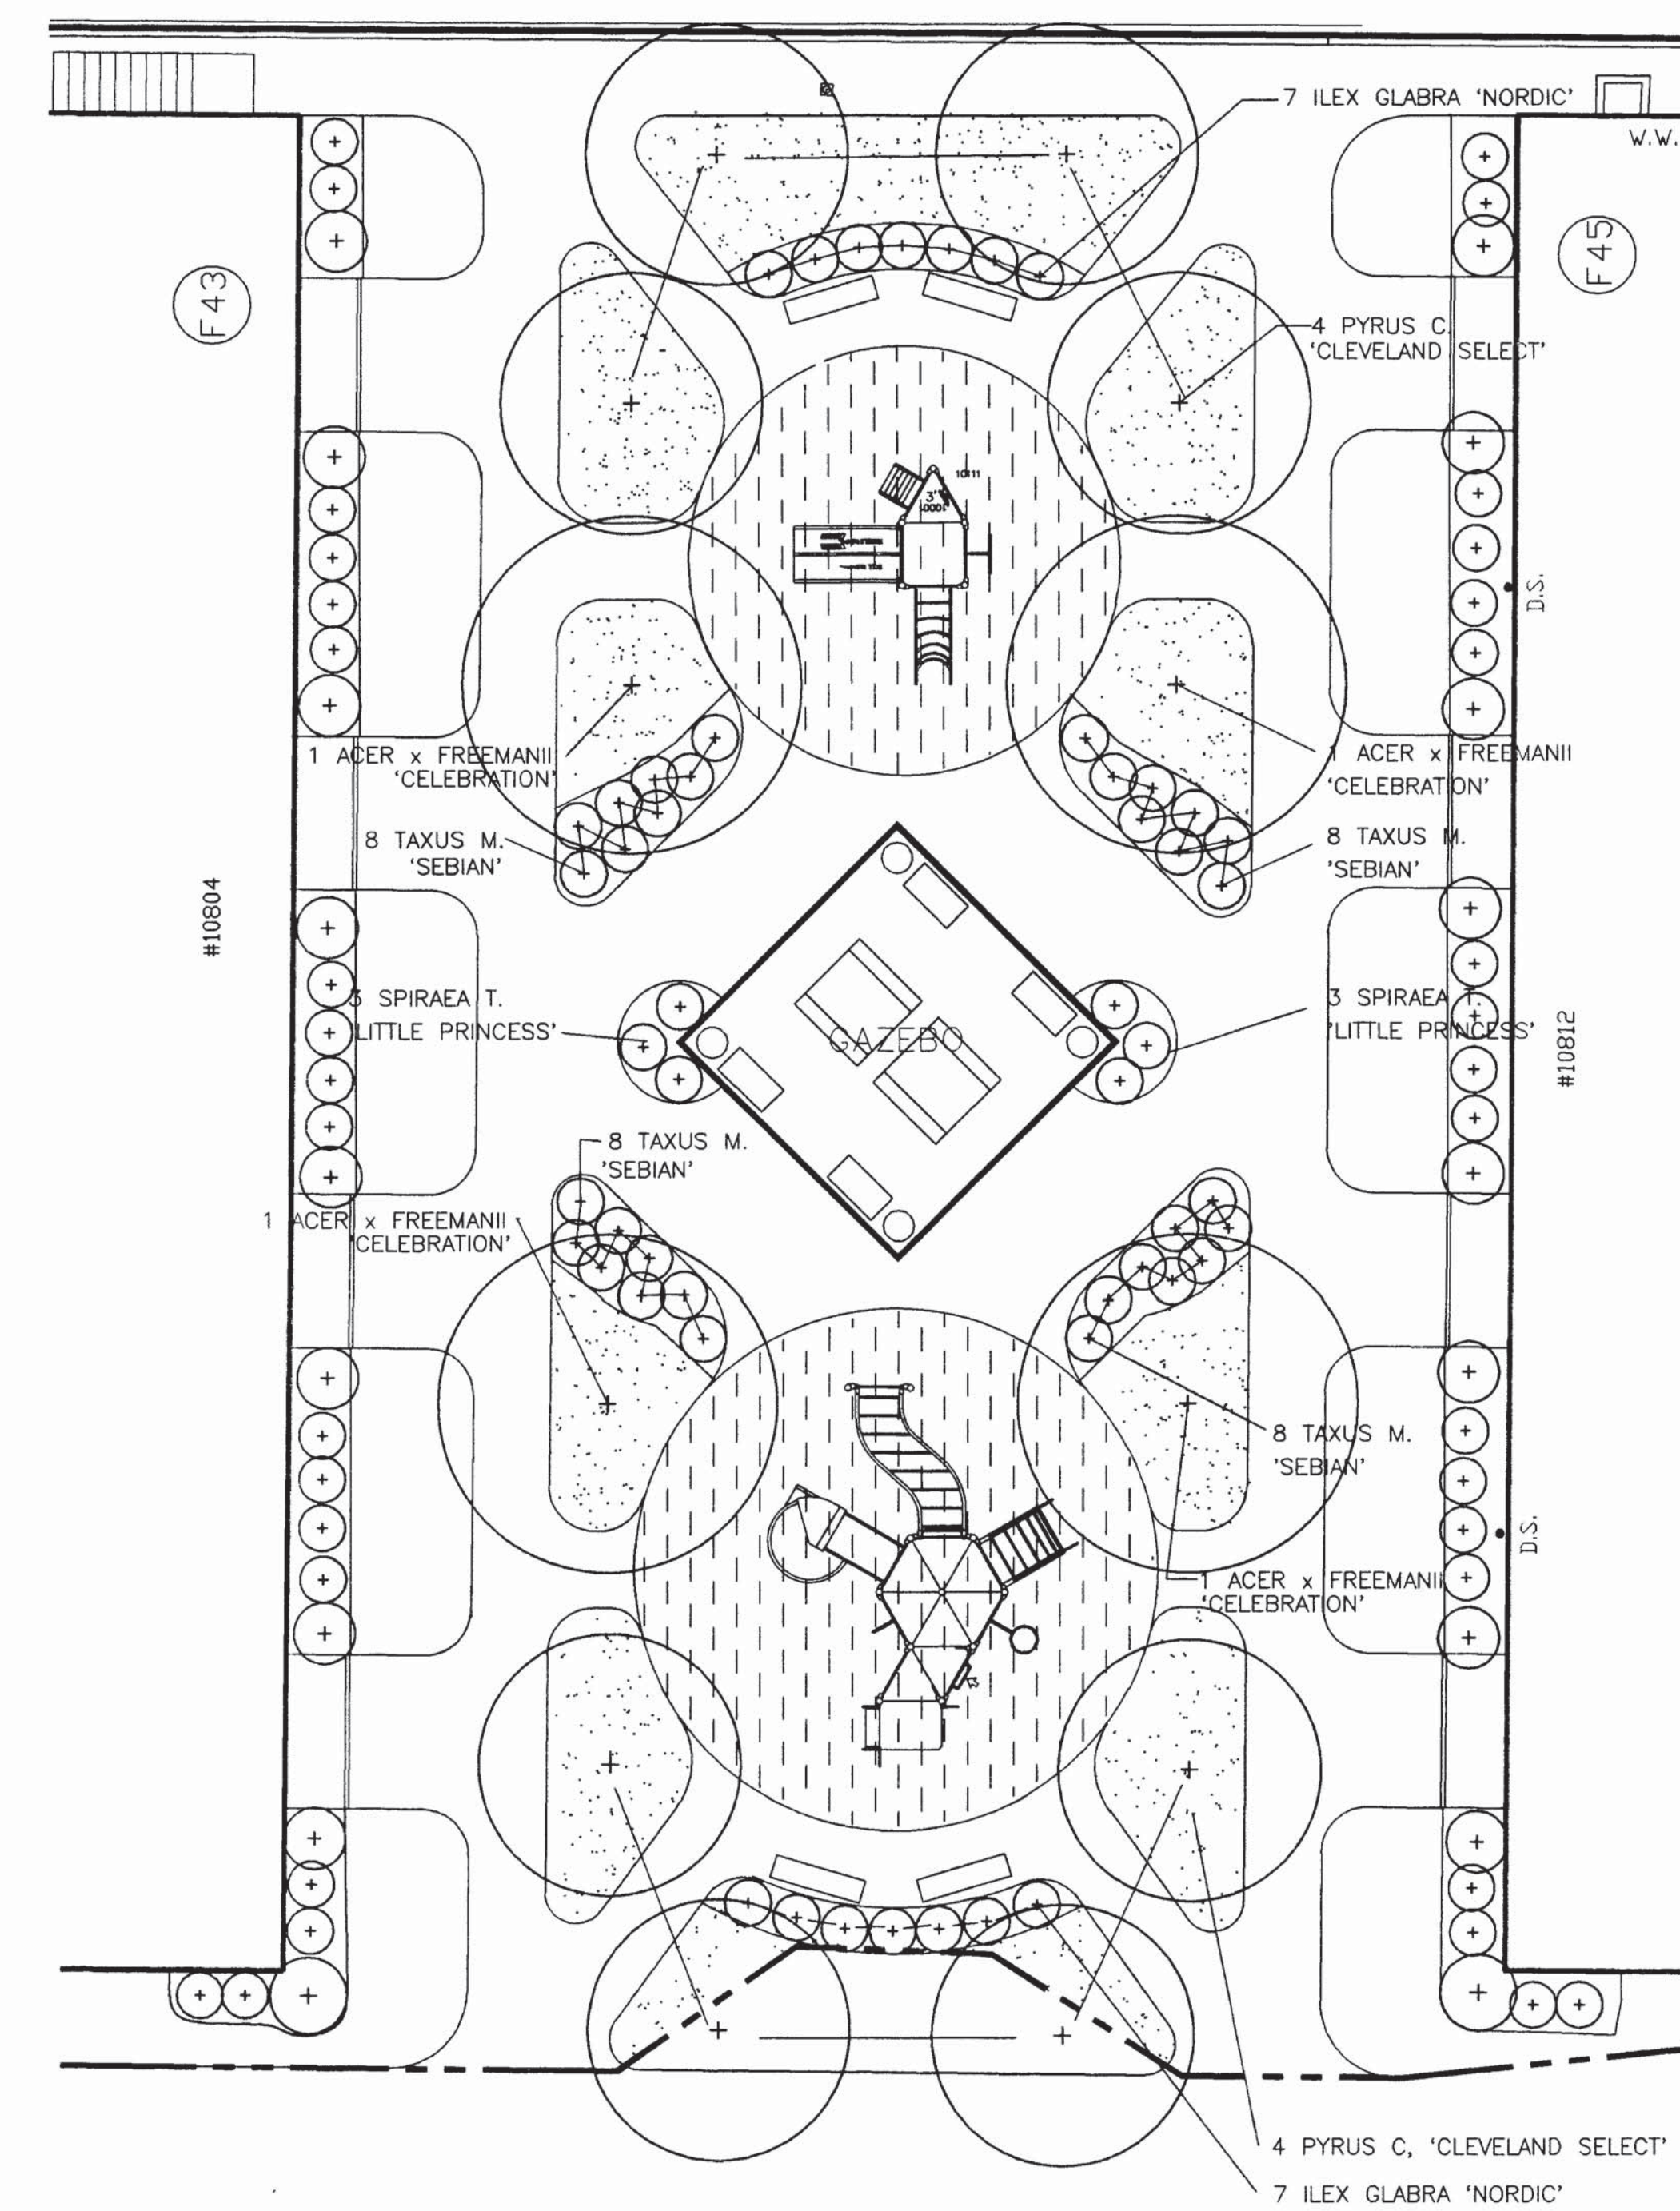 7 ILEX GLABRA 'NORDIC'
W.W.
F43
F45
4 PYRUS C.
'CLEVELAND SELECT'
10111
3'
D.S.
1 ACER x FREEMANII
'CELEBRATION'
1 ACER x FREEMANII
'CELEBRATION'
8 TAXUS M.
'SEBIAN'
8 TAXUS M.
'SEBIAN'
#10804
3 SPIRAEA T.
'LITTLE PRINCESS'
GAZEBO
3 SPIRAEA T.
'LITTLE PRINCESS'
#10812
8 TAXUS M.
'SEBIAN'
1 ACER x FREEMANII
'CELEBRATION'
8 TAXUS M.
'SEBIAN'
D.S.
1 ACER x FREEMANII
'CELEBRATION'
4 PYRUS C, 'CLEVELAND SELECT'
7 ILEX GLABRA 'NORDIC'